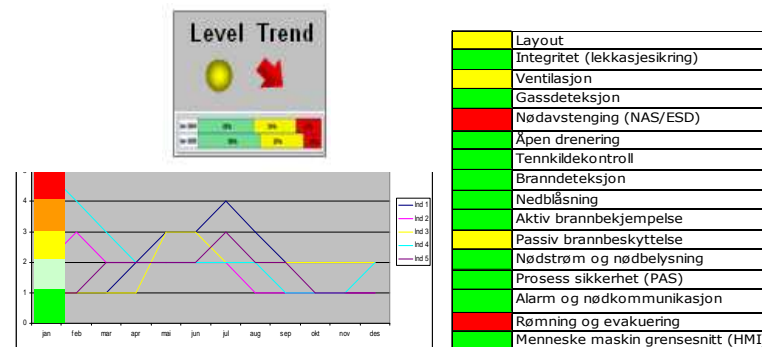 Level Trend
4
3
2
1
0
jan feb mar apr mai jun jul aug sep okt nov des
Ind 1
Ind 2
Ind 3
Ind 4
Ind 5
Layout
Integritet (lekkasjesikring)
Ventilasjon
Gassdeteksjon
Nødavstenging (NAS/ESD)
Åpen drenering
Tennkildekontroll
Branndeteksjon
Nedblåsning
Aktiv brannbekjempelse
Passiv brannbeskyttelse
Nødstrøm og nødbelysning
Prosess sikkerhet (PAS)
Alarm og nødkommunikasjon
Rømning og evakuering
Menneske maskin grensesnitt (HMI